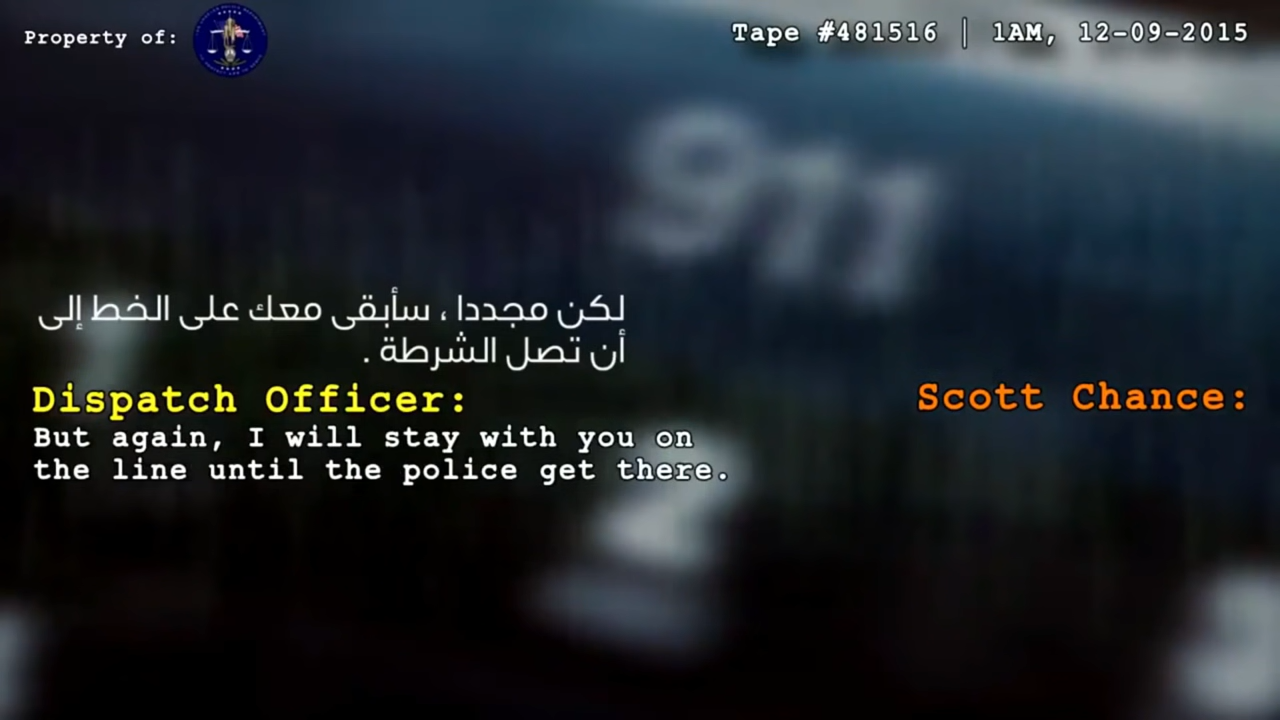 Property of:
Tape #481516 | 1AM, 12-09-2015
911
لكن مجددا ، سأبقى معك على الخط إلى
أن تصل الشرطة .
Dispatch Officer:
Scott Chance:
But again, I will stay with you on
the line until the police get there.